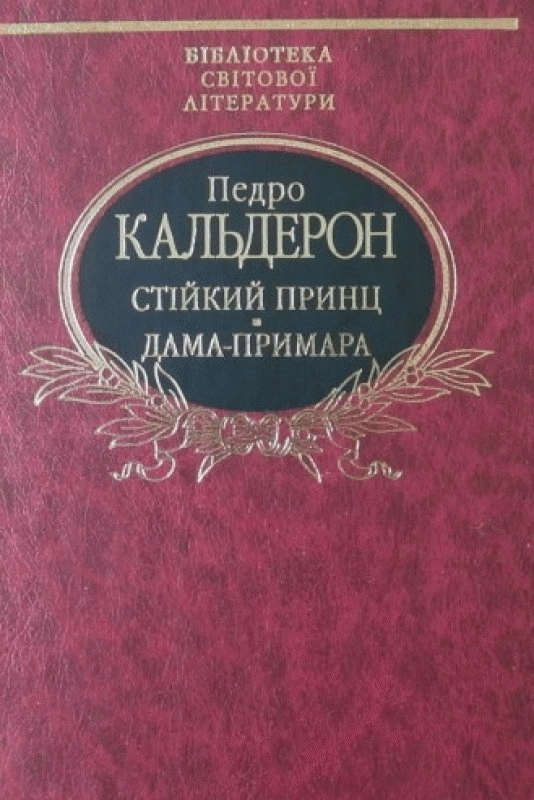 БІБЛІОТЕКА
СВІТОВОЇ
ЛІТЕРАТУРИ
Педро
КАЛЬДЕРОН
СТІЙКИЙ ПРИНЦ
ДАМА-ПРИМАРА